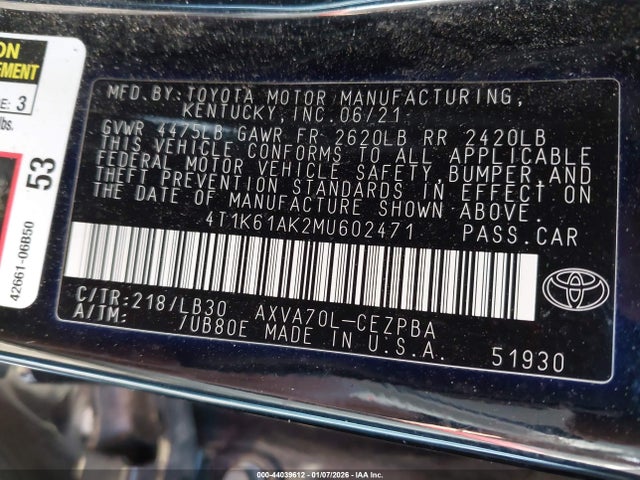 ON
EMENT
E: 3
lbs.
53
42661-06B50
MFD.BY:TOYOTA MOTOR MANUFACTURING,
KENTUCKY, INC.06/21
GVWR 4475LB GAWR FR 2620LB RR 2420LB
THIS VEHICLE CONFORMS TO ALL APPLICABLE
FEDERAL MOTOR VEHICLE SAFETY, BUMPER,AND
THEFT PREVENTION STANDARDS IN EFFECT ON
THE DATE OF MANUFACTURE SHOWN ABOVE.
4T1K61AK2MU602471 PASS.CAR
C/TR:218/LB30 AXVA70L-CEZPBA
A/TM: /UB80E MADE IN U.S.A.
51930
000-44039612 - 01/07/2026 - IAA Inc.